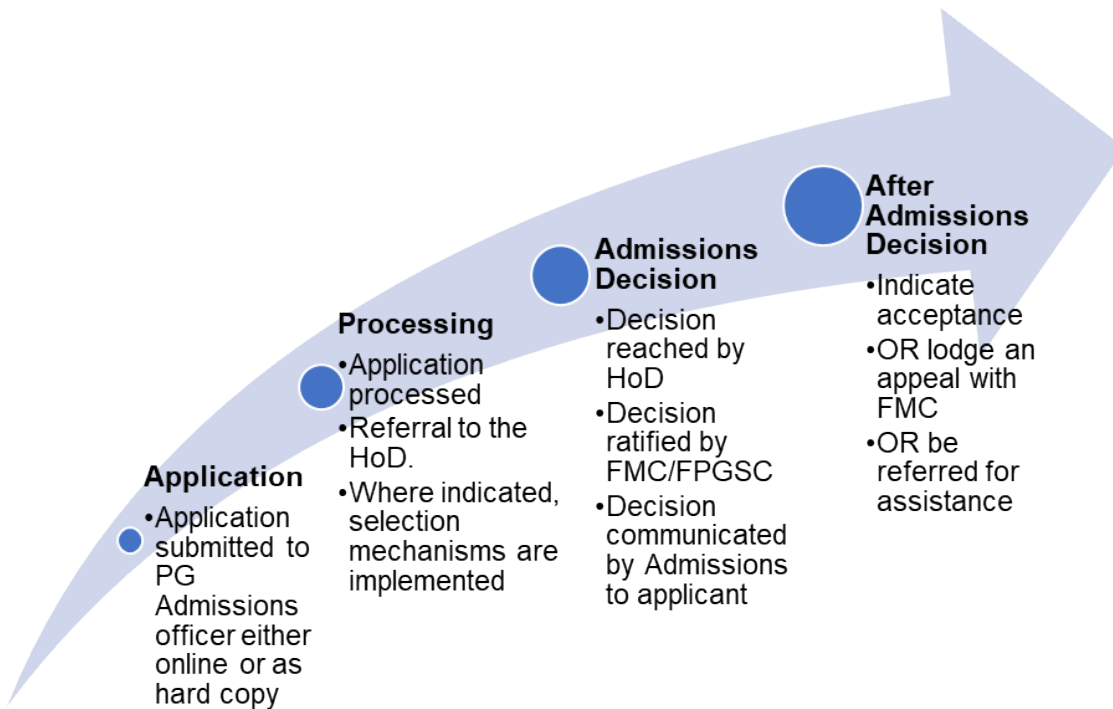 Application
•Application
submitted to
PG
Admissions
officer either
online or as
hard copy
Processing
•Application
processed
•Referral to the
HoD.
•Where indicated,
selection
mechanisms are
implemented
Admissions
Decision
•Decision
reached by
HoD
•Decision
ratified by
FMC/FPGSC
•Decision
communicated
by Admissions
to applicant
After
Admissions
Decision
•Indicate
acceptance
•OR lodge an
appeal with
FMC
•OR be
referred for
assistance